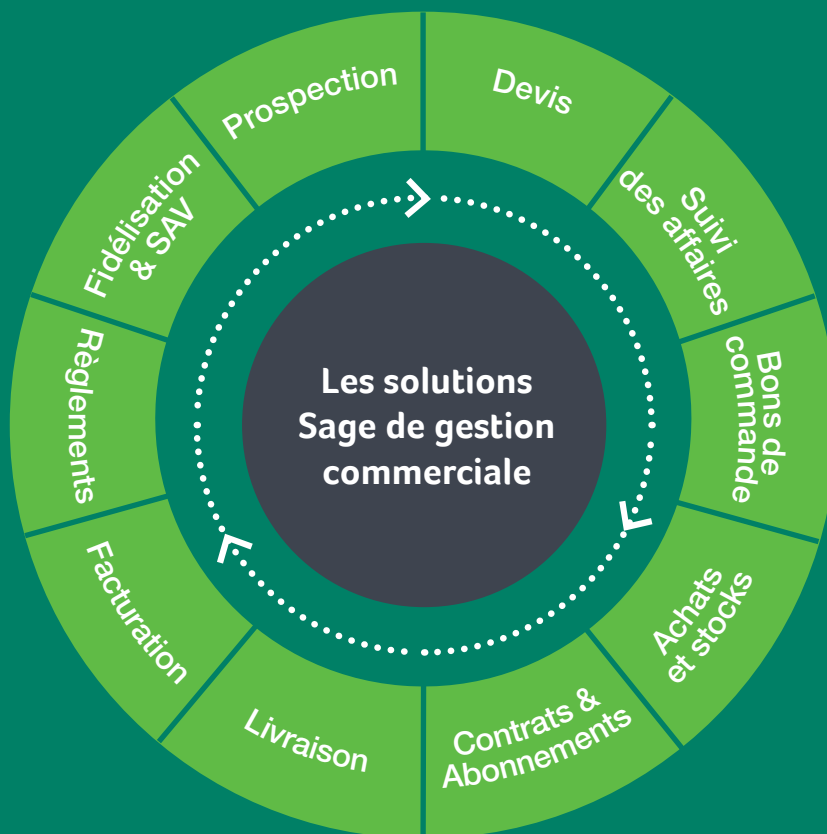 Prospection
Devis
Suivi
des affaires
Bons de
commande
Achats
et stocks
Contrats &
Abonnements
Livraison
Facturation
Règlements
Fidélisation
& SAV
Les solutions
Sage de gestion
commerciale